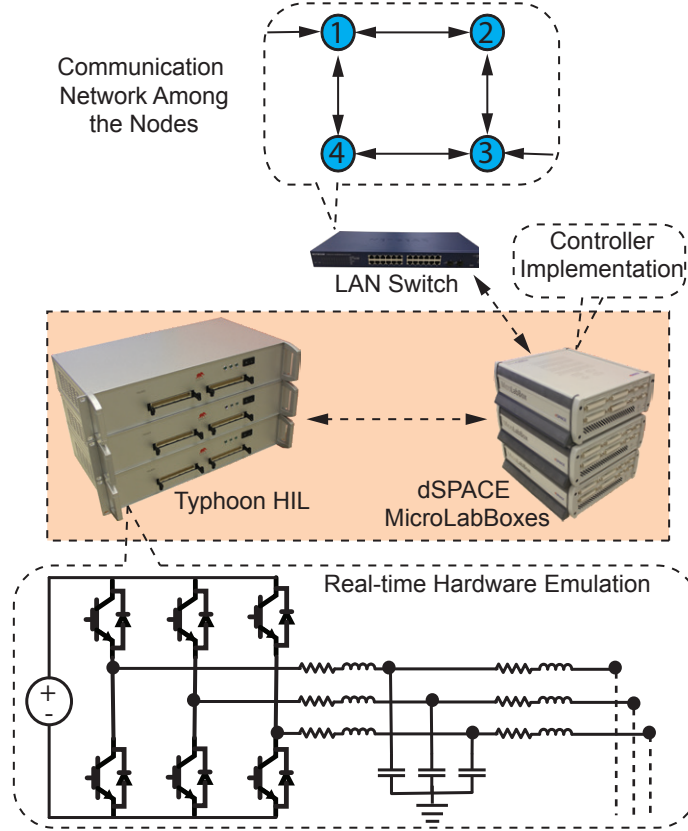 1
2
Communication
Network Among
the Nodes
4
3
Controller
Implementation
LAN Switch
Typhoon HIL
dSPACE
MicroLabBoxes
Real-time Hardware Emulation
+
-